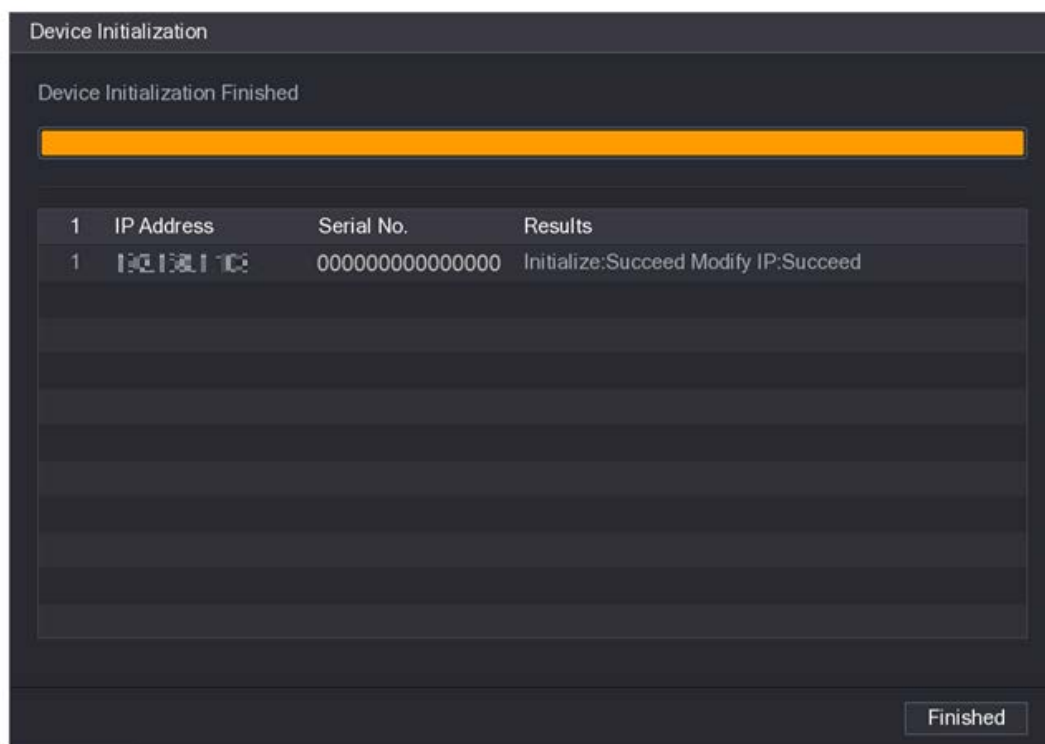 Device Initialization
Device Initialization Finished
1 IP Address Serial No. Results
1 000000000000000 Initialize:Succeed Modify IP:Succeed
Finished